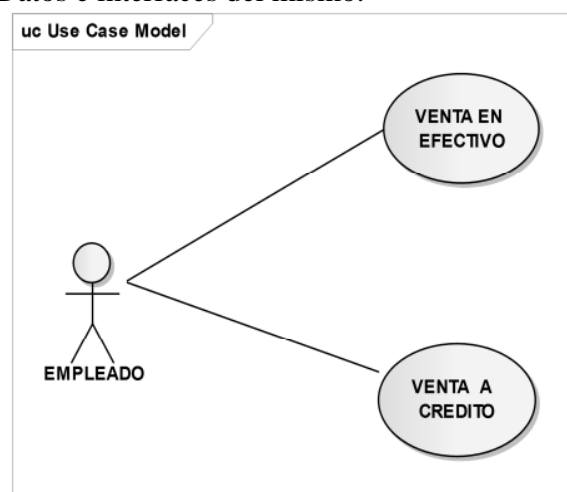 Datos e interfaces del mismo.
uc Use Case Model
VENTA EN
EFECTIVO
EMPLEADO
VENTA A
CREDITO